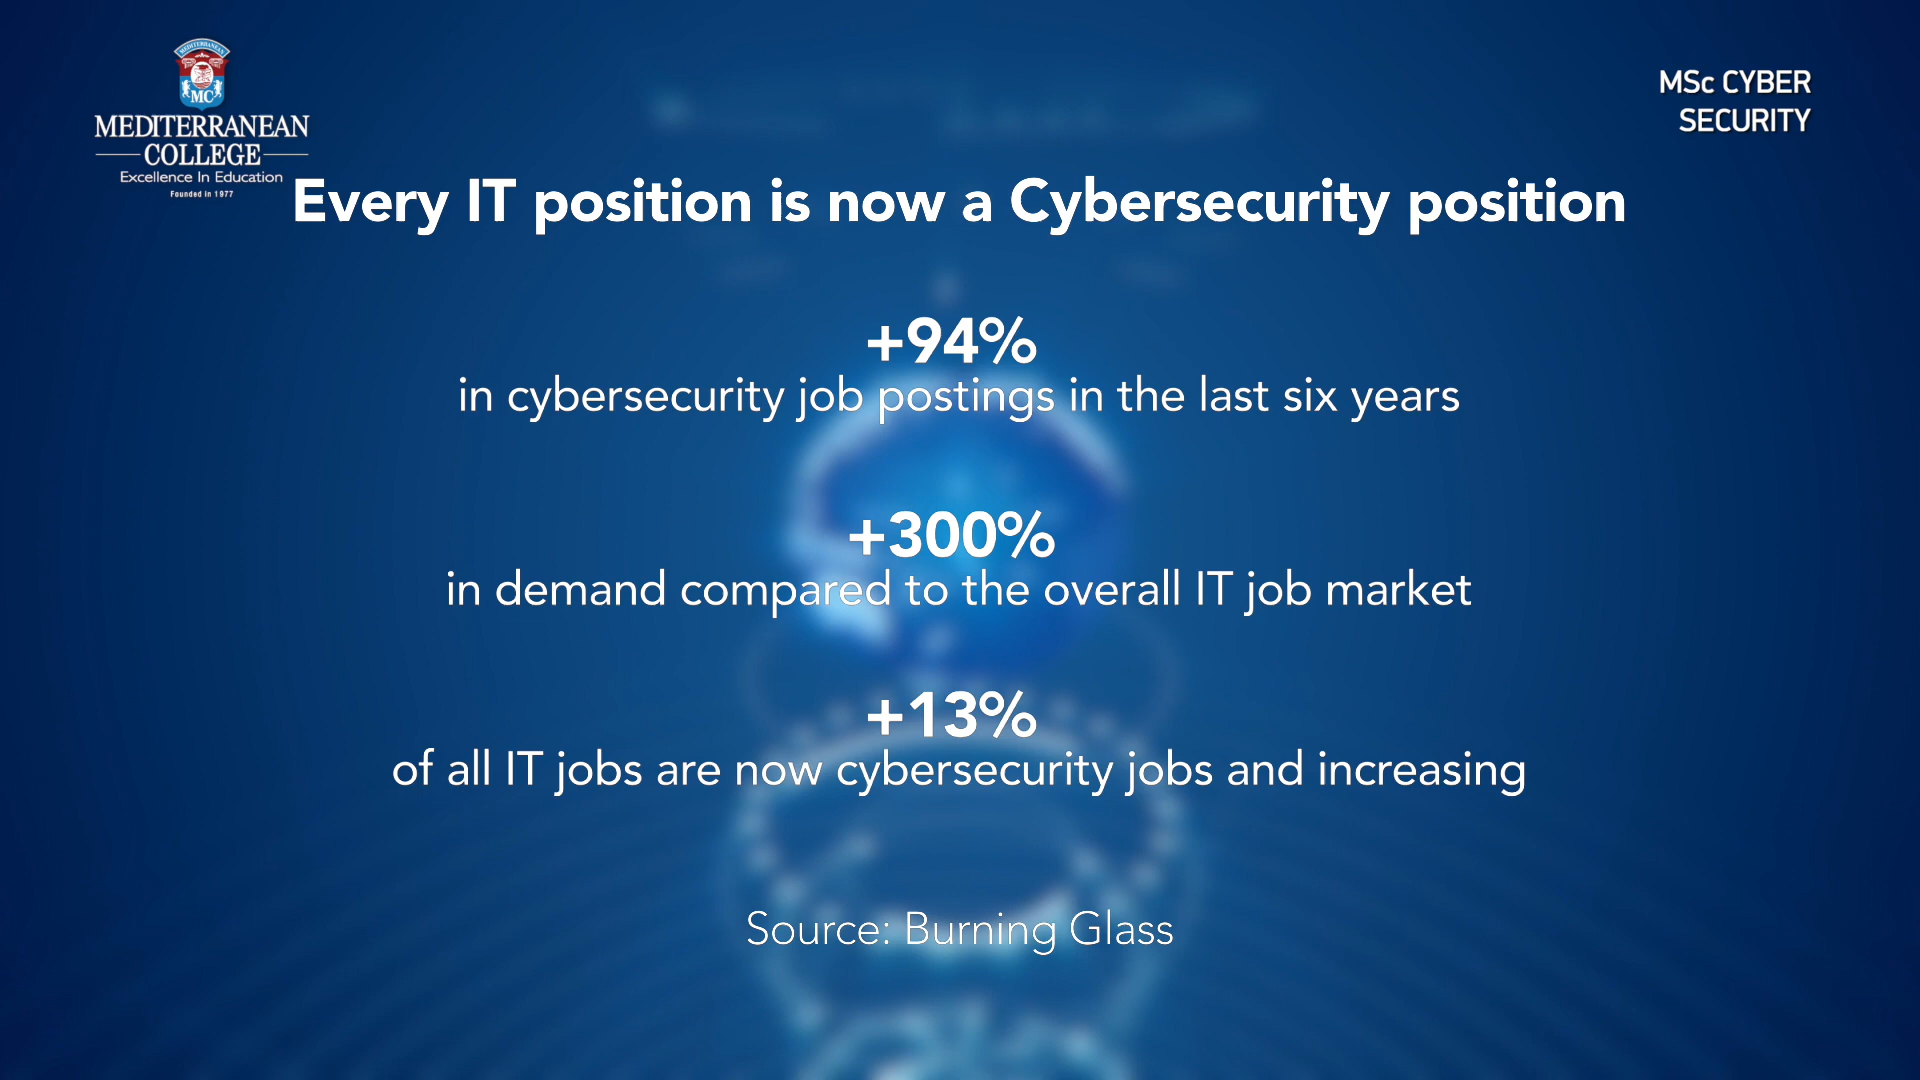 MEDITERRANEAN
MC
MEDITERRANEAN
COLLEGE
Excellence In Education
Founded in 1977
MSc CYBER
SECURITY
Every IT position is now a Cybersecurity position
+94%
in cybersecurity job postings in the last six years
+300%
in demand compared to the overall IT job market
+13%
of all IT jobs are now cybersecurity jobs and increasing
Source: Burning Glass